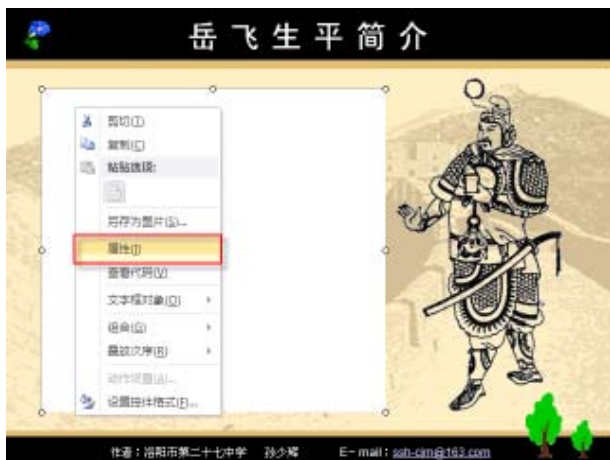 岳飞生平简介
剪切(T)
复制(C)
粘贴选项:
另存为图片(S)...
属性(I)
查看代码(V)
文字框对象(O)
组合(G)
叠放次序(R)
动作设置(A)...
设置控件格式(F)...
作者：洛阳市第二十七中学 孙少辉 E-mail：ssh-cjm@163.com